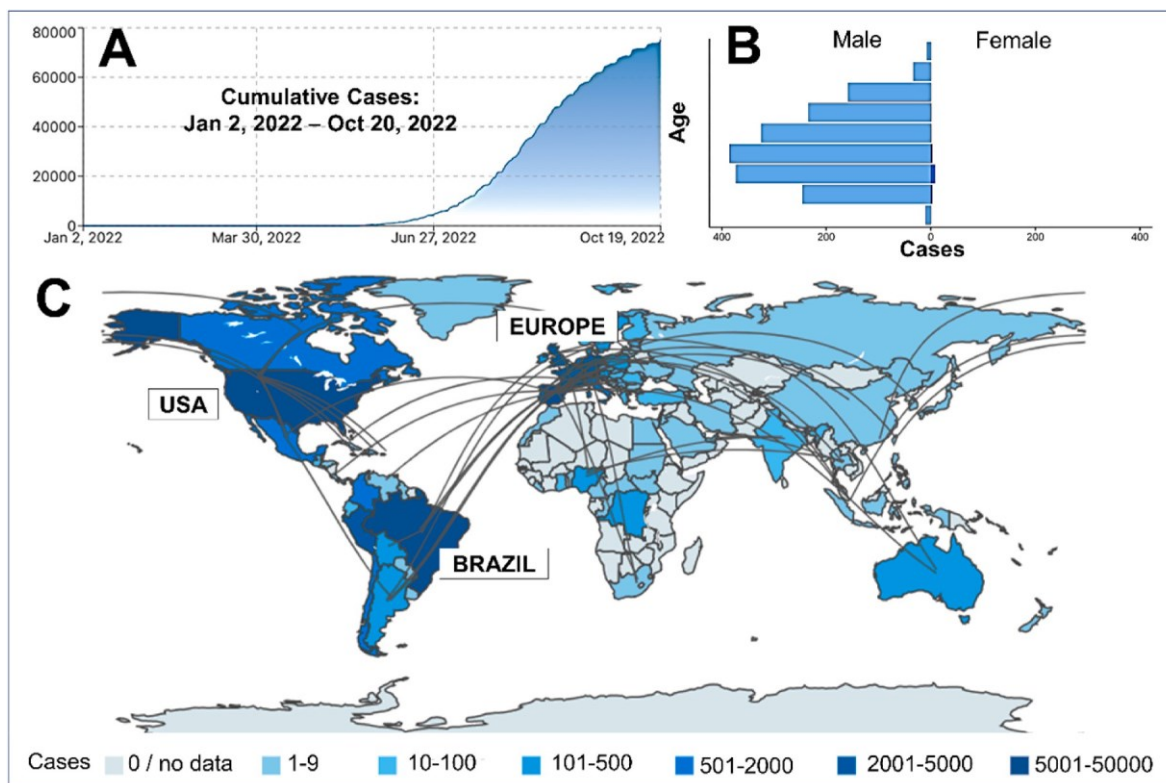 A
80000
60000
40000
20000
0
Cumulative Cases:
Jan 2, 2022 – Oct 20, 2022
Jan 2, 2022 Mar 30, 2022 Jun 27, 2022 Oct 19, 2022
B
Male Female
Age
400 200 0 200 400
Cases
C
EUROPE
USA
BRAZIL
Cases 0 / no data 1-9 10-100 101-500 501-2000 2001-5000 5001-50000